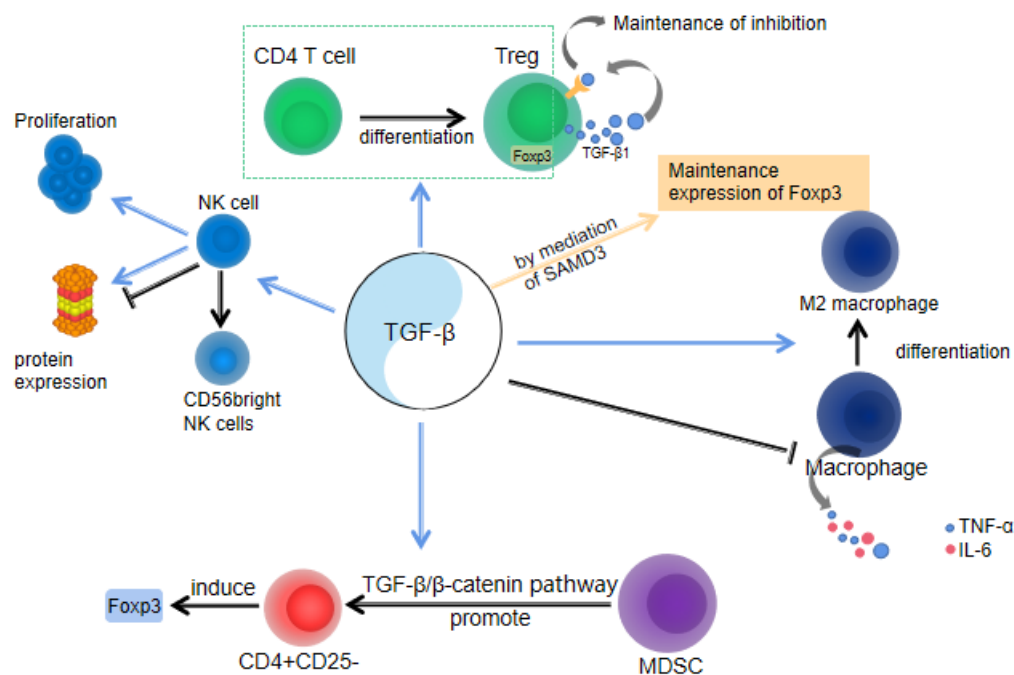 Maintenance of inhibition
CD4 T cell
Treg
differentiation
Foxp3
TGF-β1
Proliferation
NK cell
Maintenance
expression of Foxp3
by mediation
of SAMD3
TGF-β
M2 macrophage
differentiation
protein
expression
CD56bright
NK cells
Macrophage
TNF-α
IL-6
TGF-β/β-catenin pathway
promote
induce
Foxp3
CD4+CD25-
MDSC